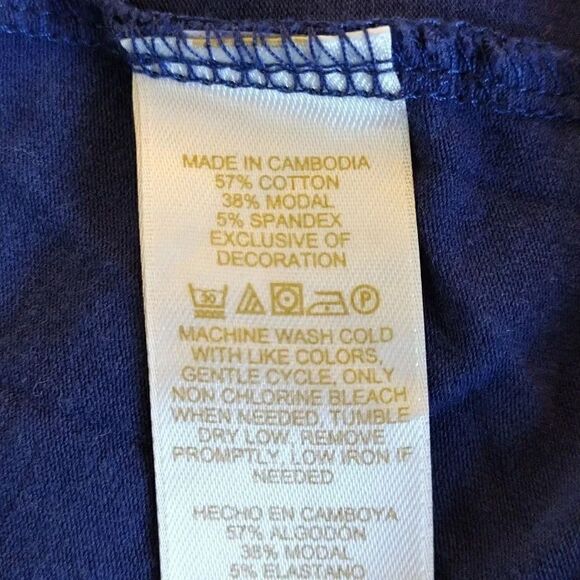 MADE IN CAMBODIA
57% COTTON
38% MODAL
5% SPANDEX
EXCLUSIVE OF
DECORATION
30 P
MACHINE WASH COLD
WITH LIKE COLORS,
GENTLE CYCLE, ONLY
NON CHLORINE BLEACH
WHEN NEEDED, TUMBLE
DRY LOW, REMOVE
PROMPTLY, LOW IRON IF
NEEDED
HECHO EN CAMBOYA
57% ALGODÓN
38% MODAL
5% ELASTANO